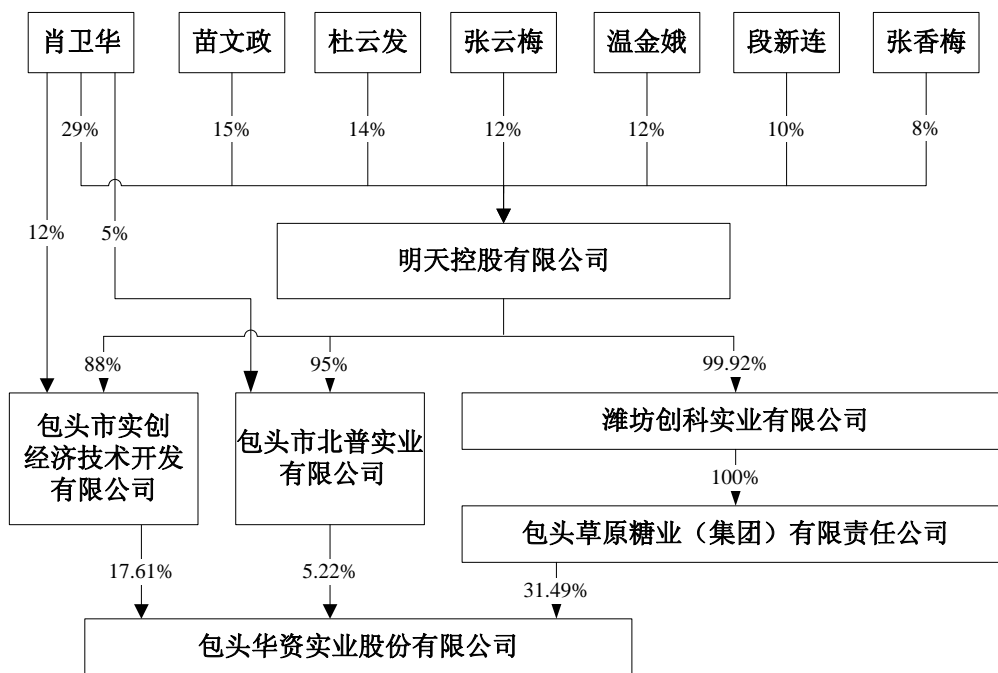 肖卫华
苗文政
杜云发
张云梅
温金娥
段新连
张香梅
29%
15%
14%
12%
12%
10%
8%
12%
5%
明天控股有限公司
88%
95%
99.92%
包头市实创
经济技术开发
有限公司
包头市北普实业
有限公司
潍坊创科实业有限公司
100%
包头草原糖业（集团）有限责任公司
17.61%
5.22%
31.49%
包头华资实业股份有限公司